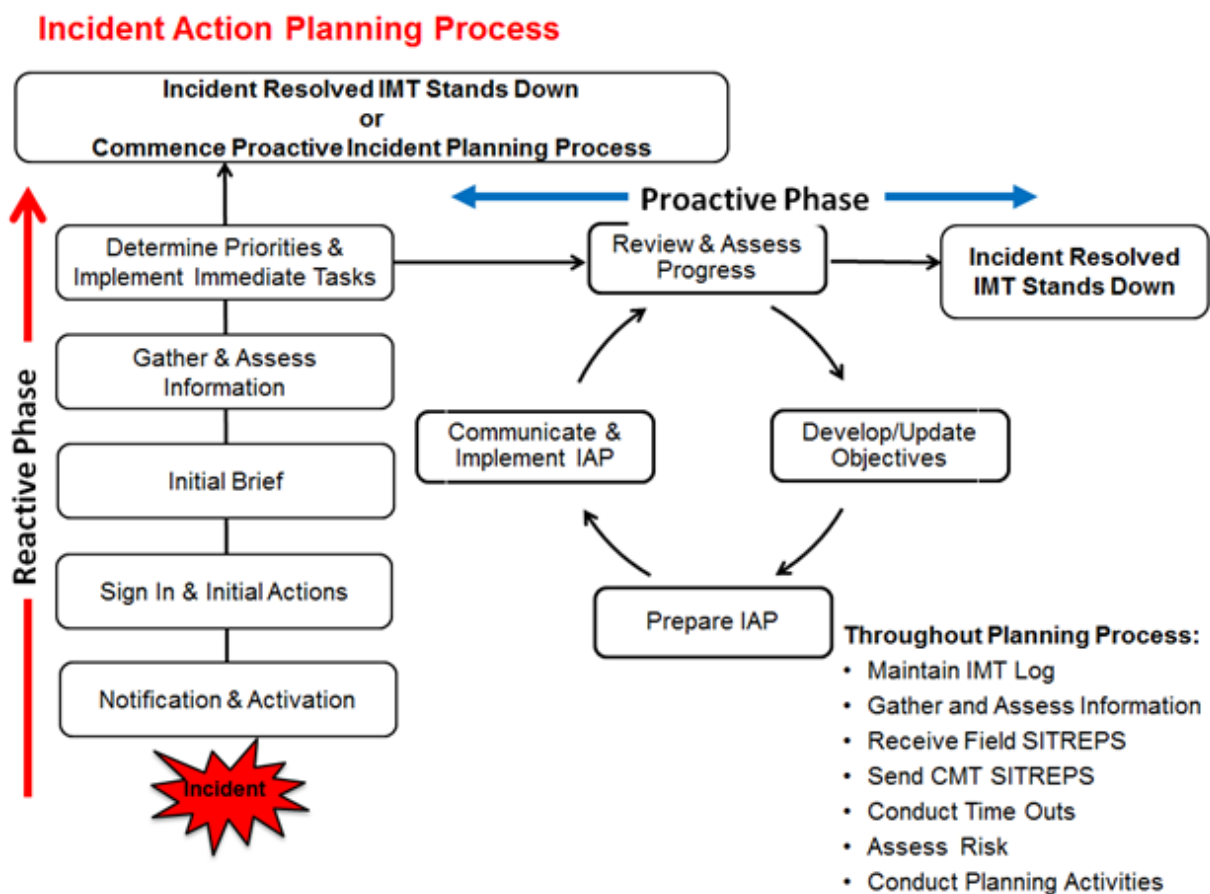 Incident Action Planning Process
Incident Resolved IMT Stands Down
or
Commence Proactive Incident Planning Process
Reactive Phase
Determine Priorities &
Implement Immediate Tasks
Gather & Assess
Information
Initial Brief
Sign In & Initial Actions
Notification & Activation
Incident
Proactive Phase
Review & Assess
Progress
Incident Resolved
IMT Stands Down
Develop/Update
Objectives
Prepare IAP
Communicate &
Implement IAP
Throughout Planning Process:
• Maintain IMT Log
• Gather and Assess Information
• Receive Field SITREPS
• Send CMT SITREPS
• Conduct Time Outs
• Assess Risk
• Conduct Planning Activities